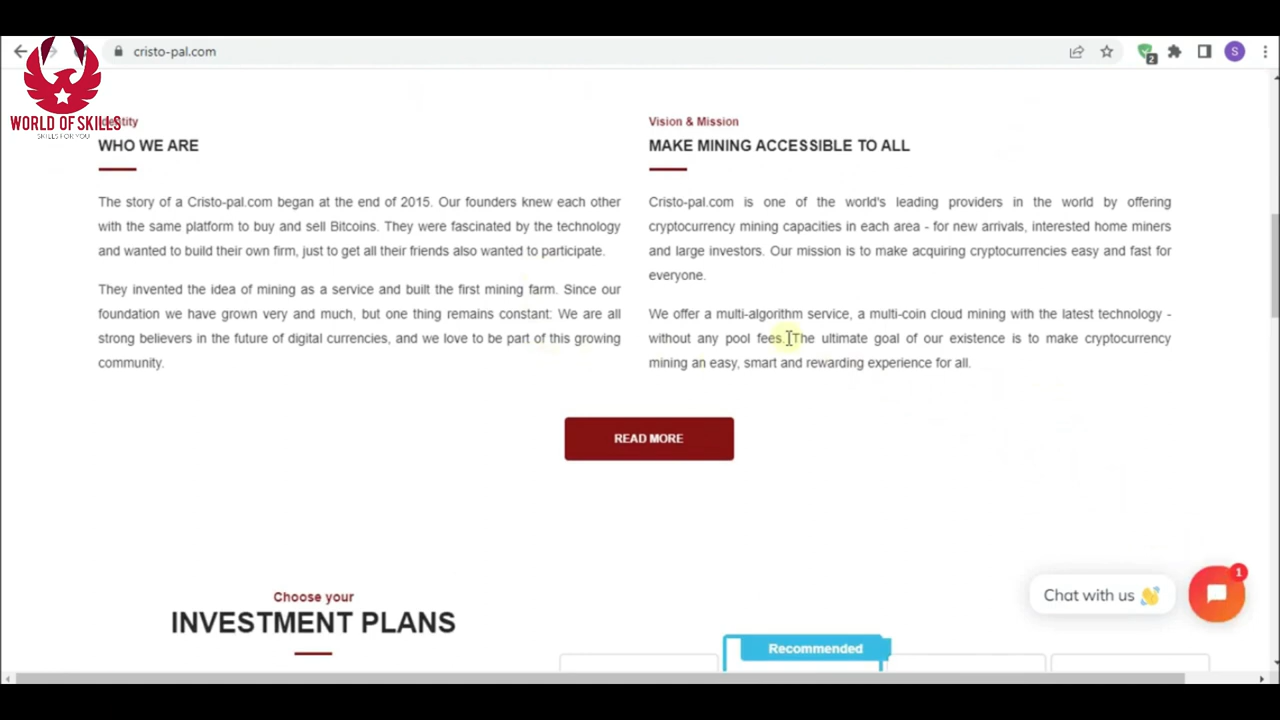 cristo-pal.com
2
S
WORLD OF SKILLS
SKILLS FOR YOU
WHO WE ARE
The story of a Cristo-pal.com began at the end of 2015. Our founders knew each other
with the same platform to buy and sell Bitcoins. They were fascinated by the technology
and wanted to build their own firm, just to get all their friends also wanted to participate.
They invented the idea of mining as a service and built the first mining farm. Since our
foundation we have grown very and much, but one thing remains constant: We are all
strong believers in the future of digital currencies, and we love to be part of this growing
community.
Vision & Mission
MAKE MINING ACCESSIBLE TO ALL
Cristo-pal.com is one of the world's leading providers in the world by offering
cryptocurrency mining capacities in each area - for new arrivals, interested home miners
and large investors. Our mission is to make acquiring cryptocurrencies easy and fast for
everyone.
We offer a multi-algorithm service, a multi-coin cloud mining with the latest technology -
without any pool fees. The ultimate goal of our existence is to make cryptocurrency
mining an easy, smart and rewarding experience for all.
READ MORE
Choose your
INVESTMENT PLANS
Recommended
Chat with us
1